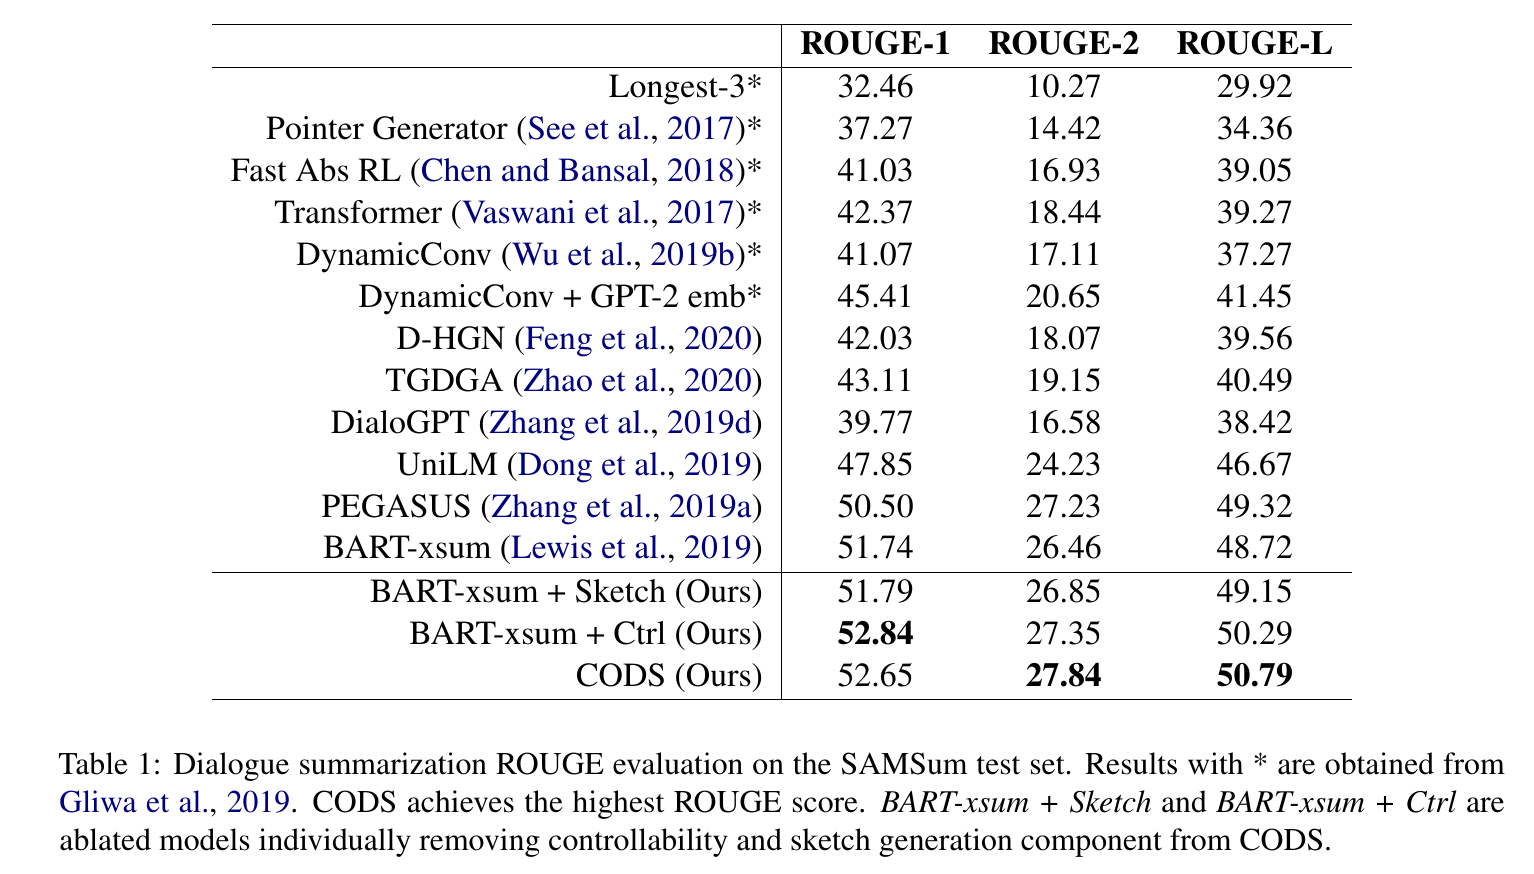 ROUGE-1 ROUGE-2 ROUGE-L
Longest-3* 32.46 10.27 29.92
Pointer Generator (See et al., 2017)* 37.27 14.42 34.36
Fast Abs RL (Chen and Bansal, 2018)* 41.03 16.93 39.05
Transformer (Vaswani et al., 2017)* 42.37 18.44 39.27
DynamicConv (Wu et al., 2019b)* 41.07 17.11 37.27
DynamicConv + GPT-2 emb* 45.41 20.65 41.45
D-HGN (Feng et al., 2020) 42.03 18.07 39.56
TGDGA (Zhao et al., 2020) 43.11 19.15 40.49
DialoGPT (Zhang et al., 2019d) 39.77 16.58 38.42
UniLM (Dong et al., 2019) 47.85 24.23 46.67
PEGASUS (Zhang et al., 2019a) 50.50 27.23 49.32
BART-xsum (Lewis et al., 2019) 51.74 26.46 48.72
BART-xsum + Sketch (Ours) 51.79 26.85 49.15
BART-xsum + Ctrl (Ours) 52.84 27.35 50.29
CODS (Ours) 52.65 27.84 50.79
Table 1: Dialogue summarization ROUGE evaluation on the SAMSum test set. Results with * are obtained from
Gliwa et al., 2019. CODS achieves the highest ROUGE score. BART-xsum + Sketch and BART-xsum + Ctrl are
ablated models individually removing controllability and sketch generation component from CODS.